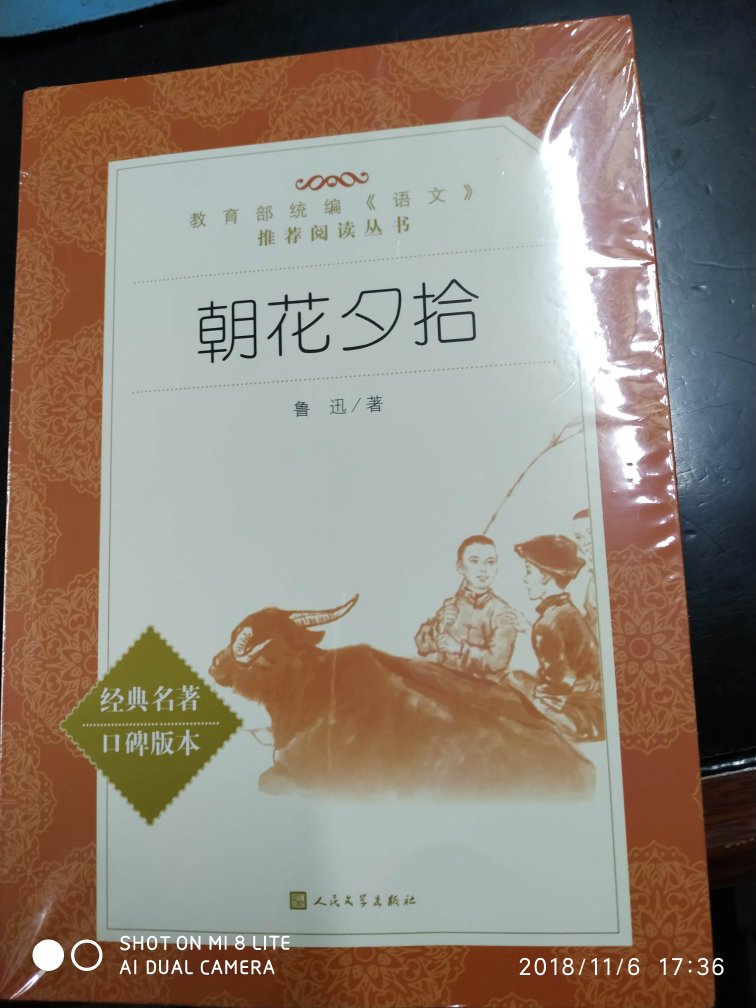 教育部统编《语文》
推荐阅读丛书
朝花夕拾
鲁 迅/著
经典名著
口碑版本
人民文学出版社
SHOT ON MI 8 LITE
AI DUAL CAMERA
2018/11/6 17:36